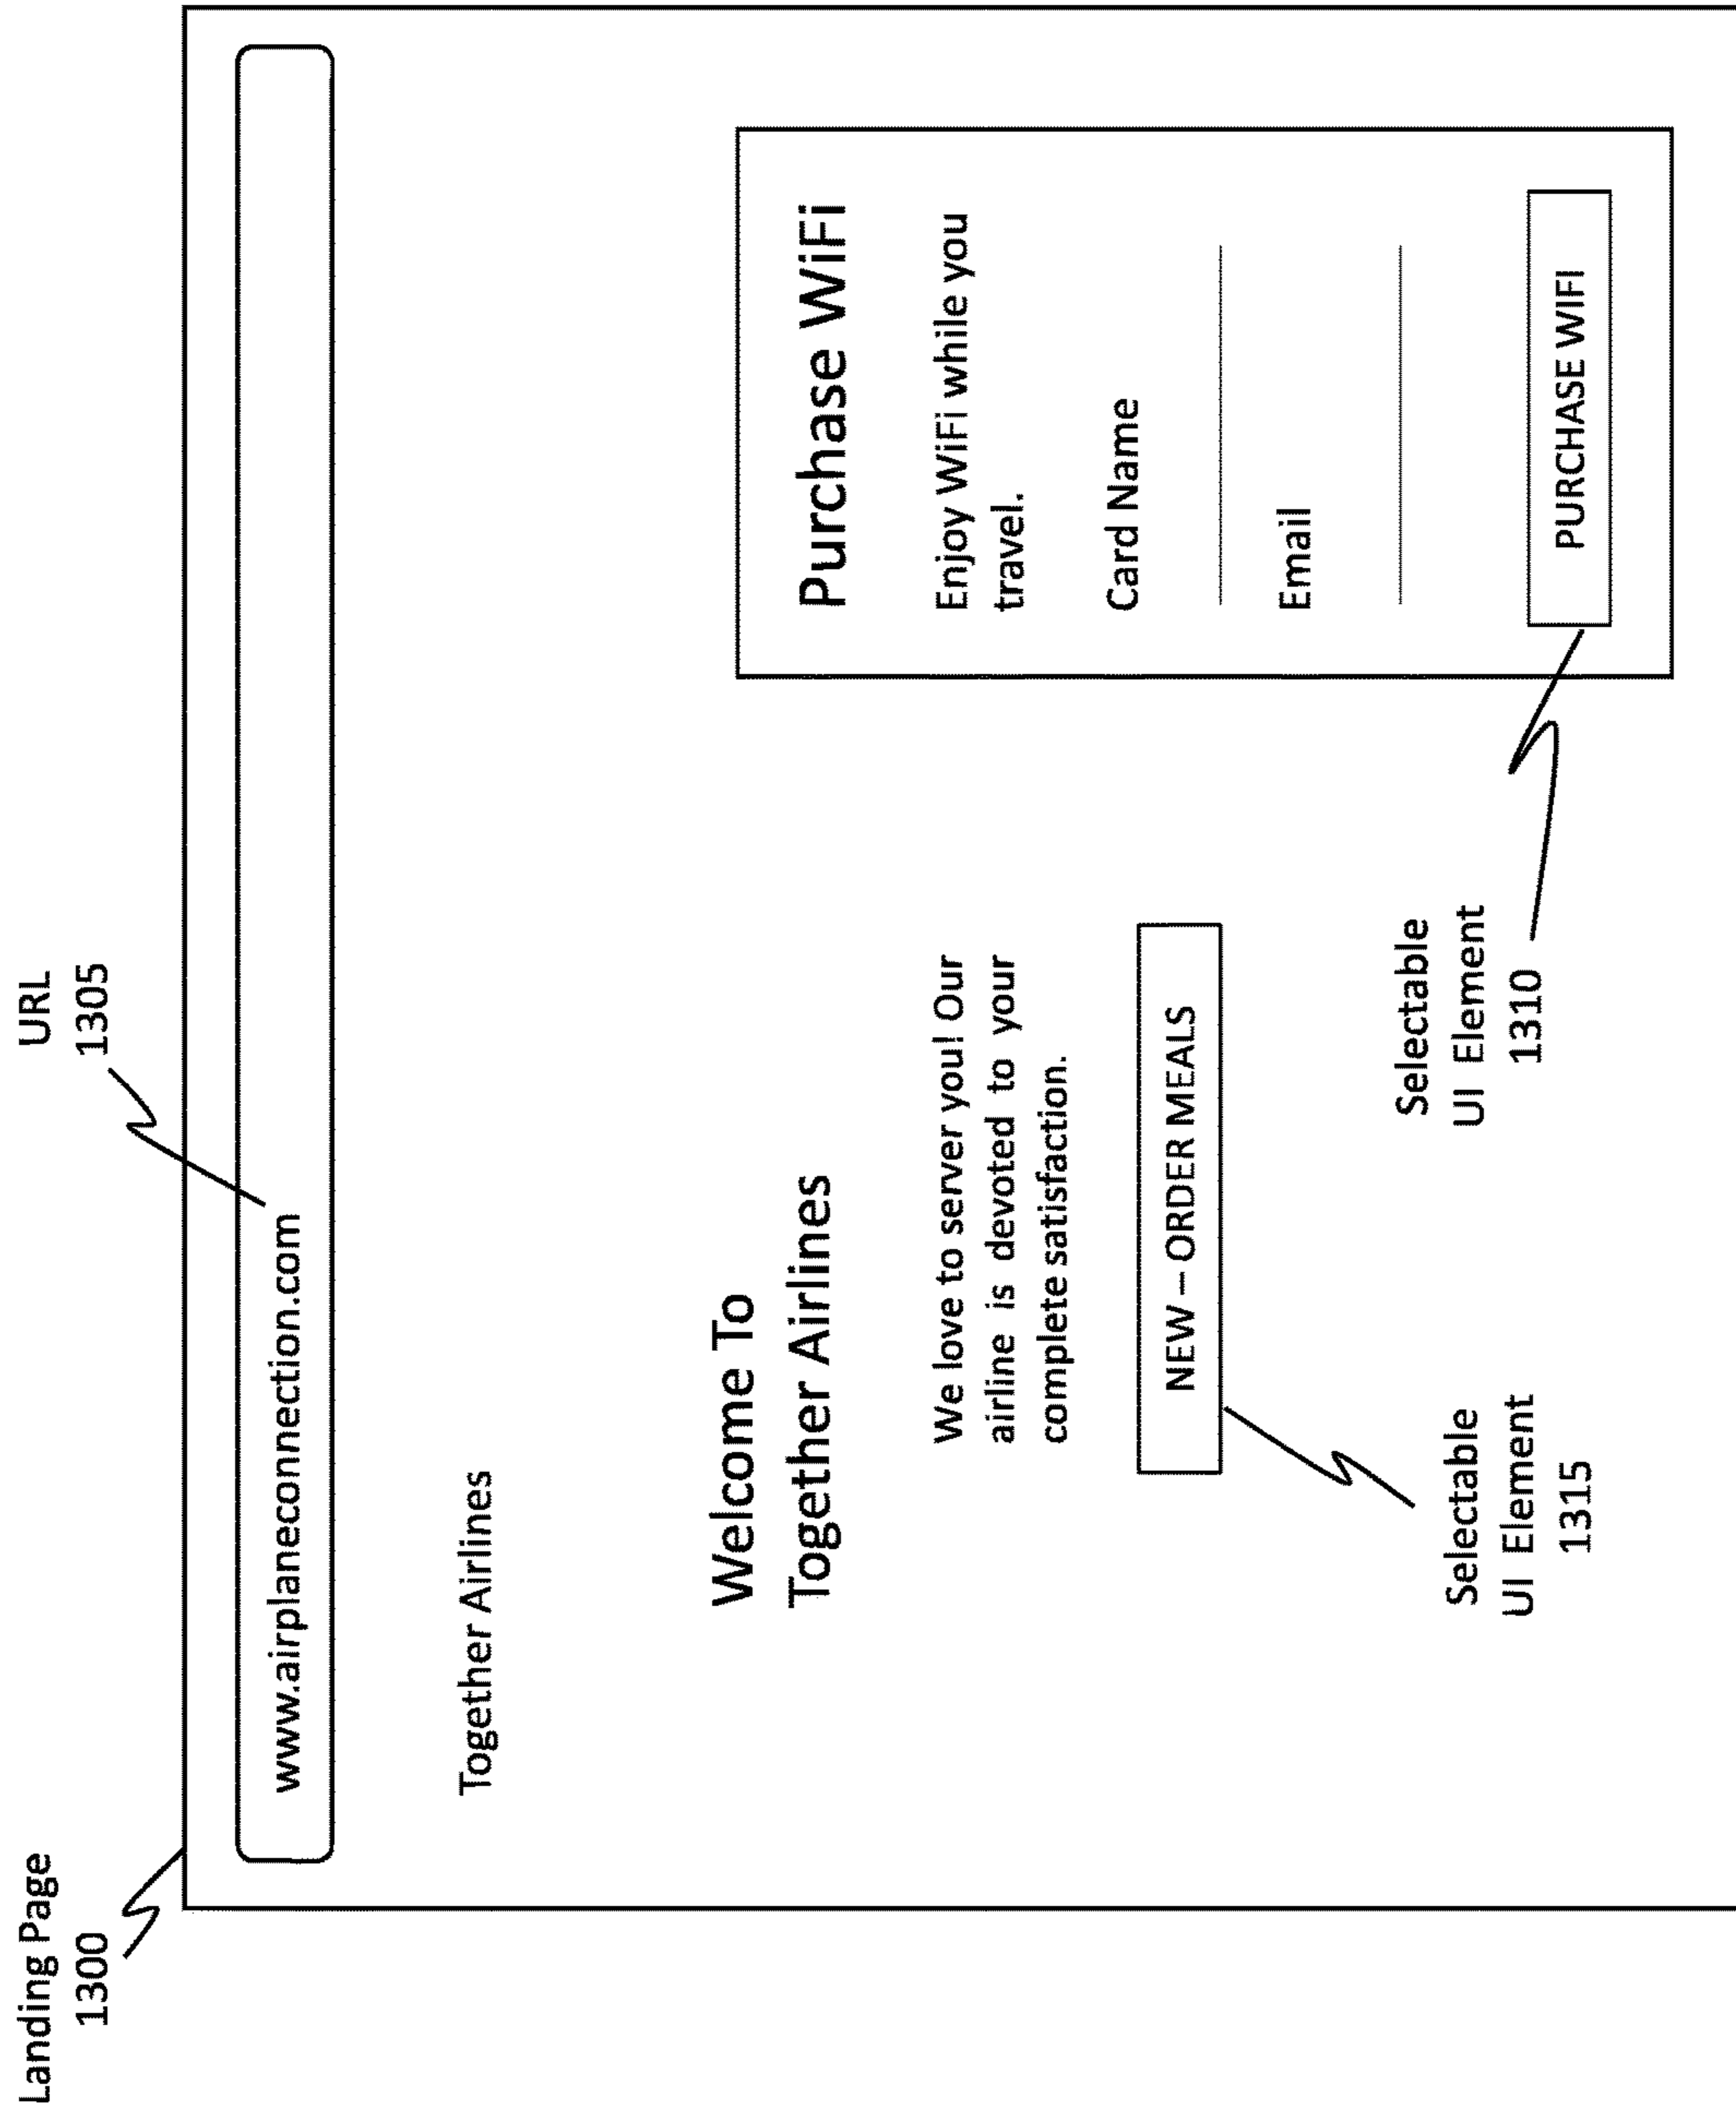 Landing Page
1300
URL
1305
www.airplaneconnection.com
Together Airlines
Welcome To
Together Airlines
We love to server you! Our
airline is devoted to your
complete satisfaction.
NEW – ORDER MEALS
Selectable
UI Element
1315
Purchase WiFi
Enjoy WiFi while you
travel.
Card Name
Email
PURCHASE WIFI
Selectable
UI Element
1310